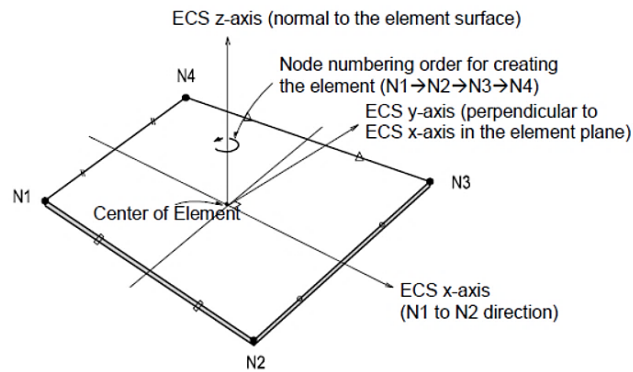 ECS z-axis (normal to the element surface)
Node numbering order for creating
the element (N1→N2→N3→N4)
N4
ECS y-axis (perpendicular to
ECS x-axis in the element plane)
N3
N1
Center of Element
ECS x-axis
(N1 to N2 direction)
N2